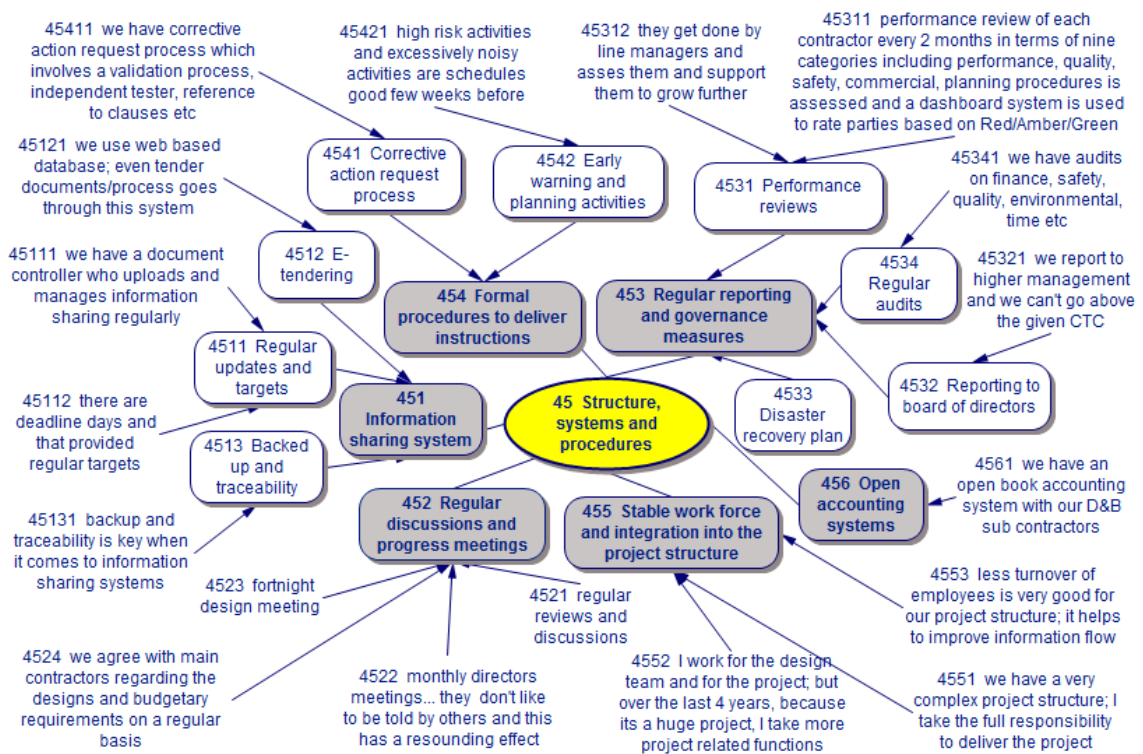 45411 we have corrective
action request process which
involves a validation process,
independent tester, reference
to clauses etc
45421 high risk activities
and excessively noisy
activities are schedules
good few weeks before
45312 they get done by
line managers and
asses them and support
them to grow further
45311 performance review of each
contractor every 2 months in terms of nine
categories including performance, quality,
safety, commercial, planning procedures is
assessed and a dashboard system is used
to rate parties based on Red/Amber/Green
45121 we use web based
database; even tender
documents/process goes
through this system
4541 Corrective
action request
process
4542 Early
warning and
planning activities
4531 Performance
reviews
45341 we have audits
on finance, safety,
quality, environmental,
time etc
45111 we have a document
controller who uploads and
manages information
sharing regularly
4512 E-
tendering
454 Formal
procedures to deliver
instructions
453 Regular reporting
and governance
measures
4534
Regular
audits
45321 we report to
higher management
and we can't go above
the given CTC
4511 Regular
updates and
targets
451
Information
sharing system
45 Structure,
systems and
procedures
4533
Disaster
recovery plan
4532 Reporting to
board of directors
45112 there are
deadline days and
that provided
regular targets
4513 Backed
up and
traceability
452 Regular
discussions and
progress meetings
455 Stable work force
and integration into the
project structure
456 Open
accounting
systems
4561 we have an
open book accounting
system with our D&B
sub contractors
45131 backup and
traceability is key when
it comes to information
sharing systems
4523 fortnight
design meeting
4521 regular
reviews and
discussions
4553 less turnover of
employees is very good for
our project structure; it helps
to improve information flow
4524 we agree with main
contractors regarding the
designs and budgetary
requirements on a regular
basis
4522 monthly directors
meetings... they don't like
to be told by others and this
has a resounding effect
4552 I work for the design
team and for the project; but
over the last 4 years, because
its a huge project, I take more
project related functions
4551 we have a very
complex project structure; I
take the full responsibility
to deliver the project